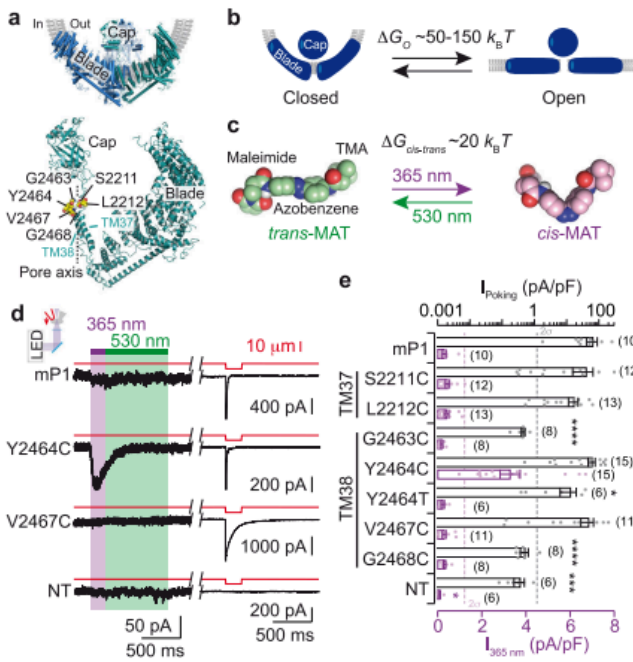 a
In
Out
Cap
Blade
Cap
G2463
S2211
Y2464
Blade
V2467
L2212
G2468
TM37
TM38
Pore axis
b
Cap
Blade
Closed
ΔG_O ~50-150 k_BT
Open
c
ΔG_cis-trans ~20 k_BT
Maleimide
TMA
Azobenzene
trans-MAT
365 nm
530 nm
cis-MAT
d
LED
365 nm
530 nm
10 μm
mP1
400 pA
Y2464C
200 pA
V2467C
1000 pA
NT
50 pA
500 ms
200 pA
500 ms
e
I_Poking (pA/pF)
0.001 1 100
2σ
mP1 (10
(10)
TM37
S2211C (12
(12)
L2212C (13)
(13)
TM38
G2463C (8) ****
(8)
Y2464C (15)
(15)
Y2464T (6) *
(6)
V2467C (11)
(11)
G2468C (8) ****
(8)
NT (6)
* (6)
2σ
0 2 4 6 8
I_365 nm (pA/pF)